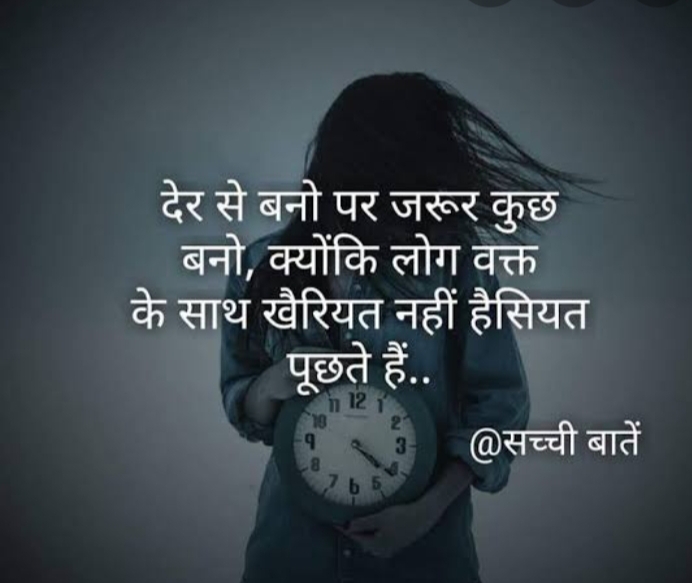 देर से बनो पर जरूर कुछ
बनो, क्योंकि लोग वक्त
के साथ खैरियत नहीं हैसियत
पूछते हैं..
@सच्ची बातें
11 12 1
10 2
9 3
8 4
7 6 5